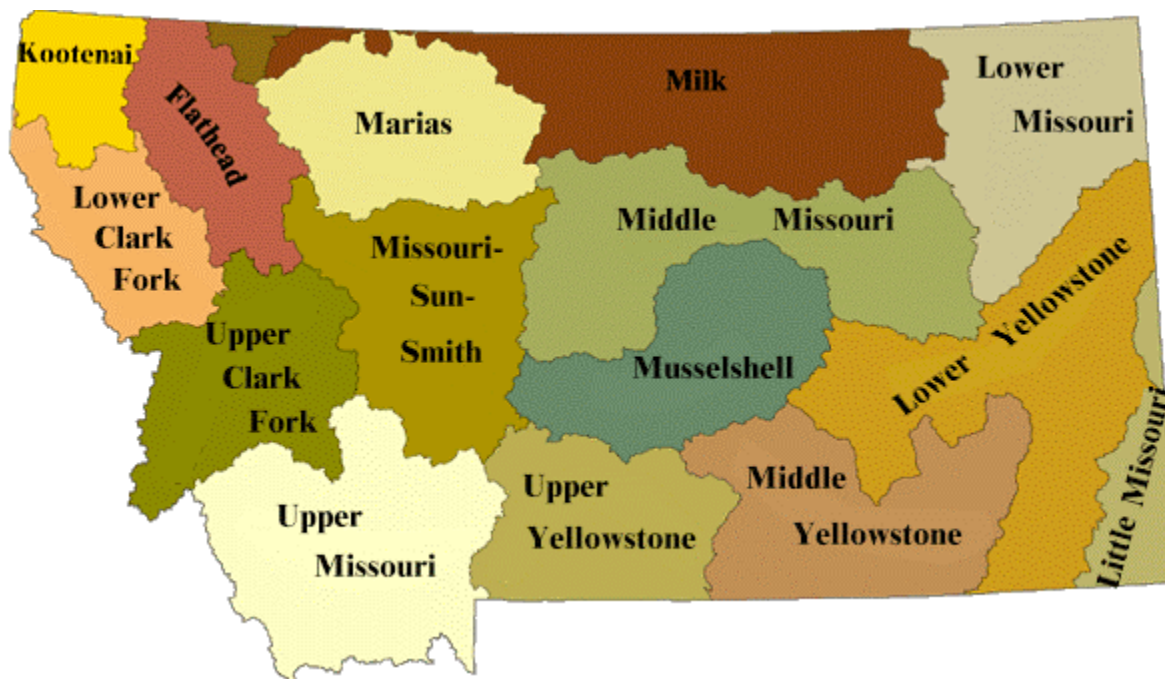 Kootenai
Flathead
Marias
Milk
Lower
Missouri
Lower
Clark
Fork
Missouri-
Sun-
Smith
Middle Missouri
Musselshell
Lower Yellowstone
Upper
Clark
Fork
Upper
Missouri
Upper
Yellowstone
Middle
Yellowstone
Little Missouri